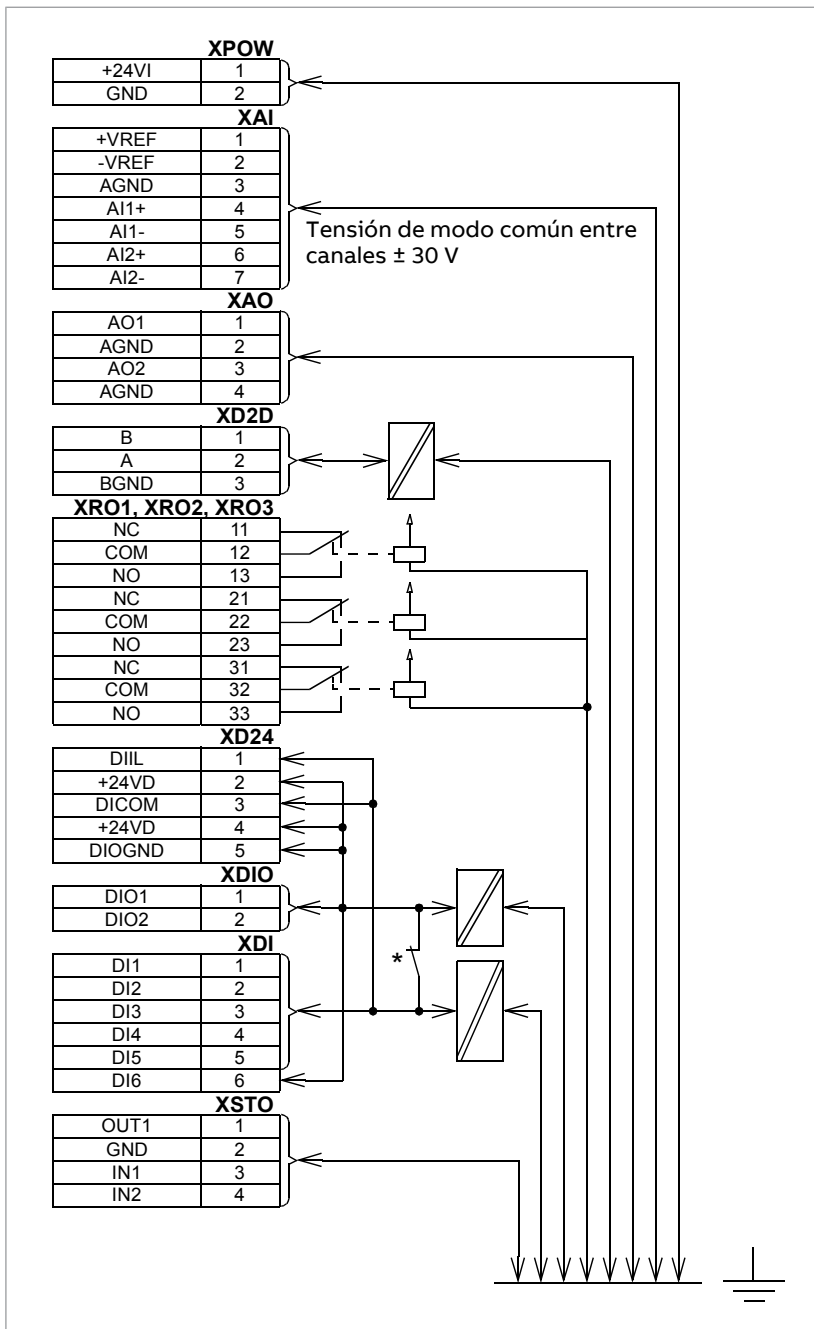 XPOW
+24VI 1
GND 2
XAI
+VREF 1
-VREF 2
AGND 3
AI1+ 4
AI1- 5
AI2+ 6
AI2- 7
Tensión de modo común entre
canales ± 30 V
XAO
AO1 1
AGND 2
AO2 3
AGND 4
XD2D
B 1
A 2
BGND 3
XRO1, XRO2, XRO3
NC 11
COM 12
NO 13
NC 21
COM 22
NO 23
NC 31
COM 32
NO 33
XD24
DIIL 1
+24VD 2
DICOM 3
+24VD 4
DIOGND 5
XDIO
DIO1 1
DIO2 2
XDI
DI1 1
DI2 2
DI3 3
DI4 4
DI5 5
DI6 6
*
XSTO
OUT1 1
GND 2
IN1 3
IN2 4